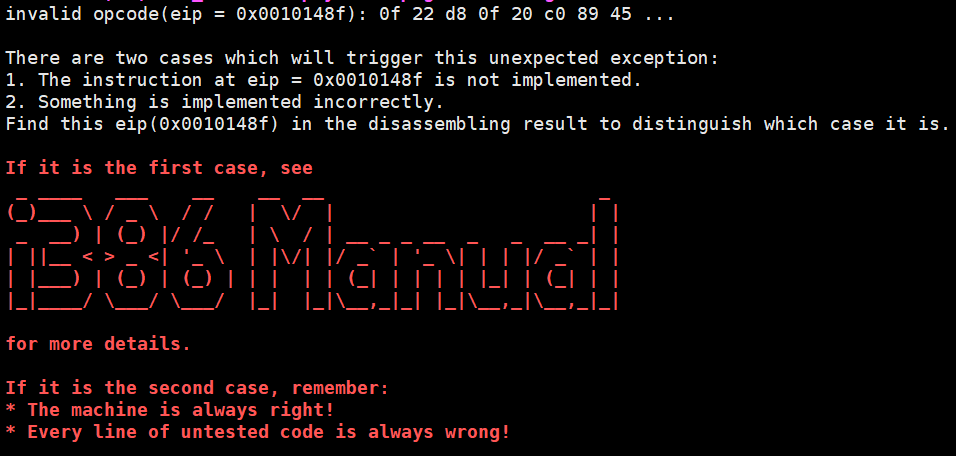 invalid opcode(eip = 0x0010148f): 0f 22 d8 0f 20 c0 89 45 ...
There are two cases which will trigger this unexpected exception:
1. The instruction at eip = 0x0010148f is not implemented.
2. Something is implemented incorrectly.
Find this eip(0x0010148f) in the disassembling result to distinguish which case it is.
If it is the first case, see
i386 Manual
for more details.
If it is the second case, remember:
* The machine is always right!
* Every line of untested code is always wrong!